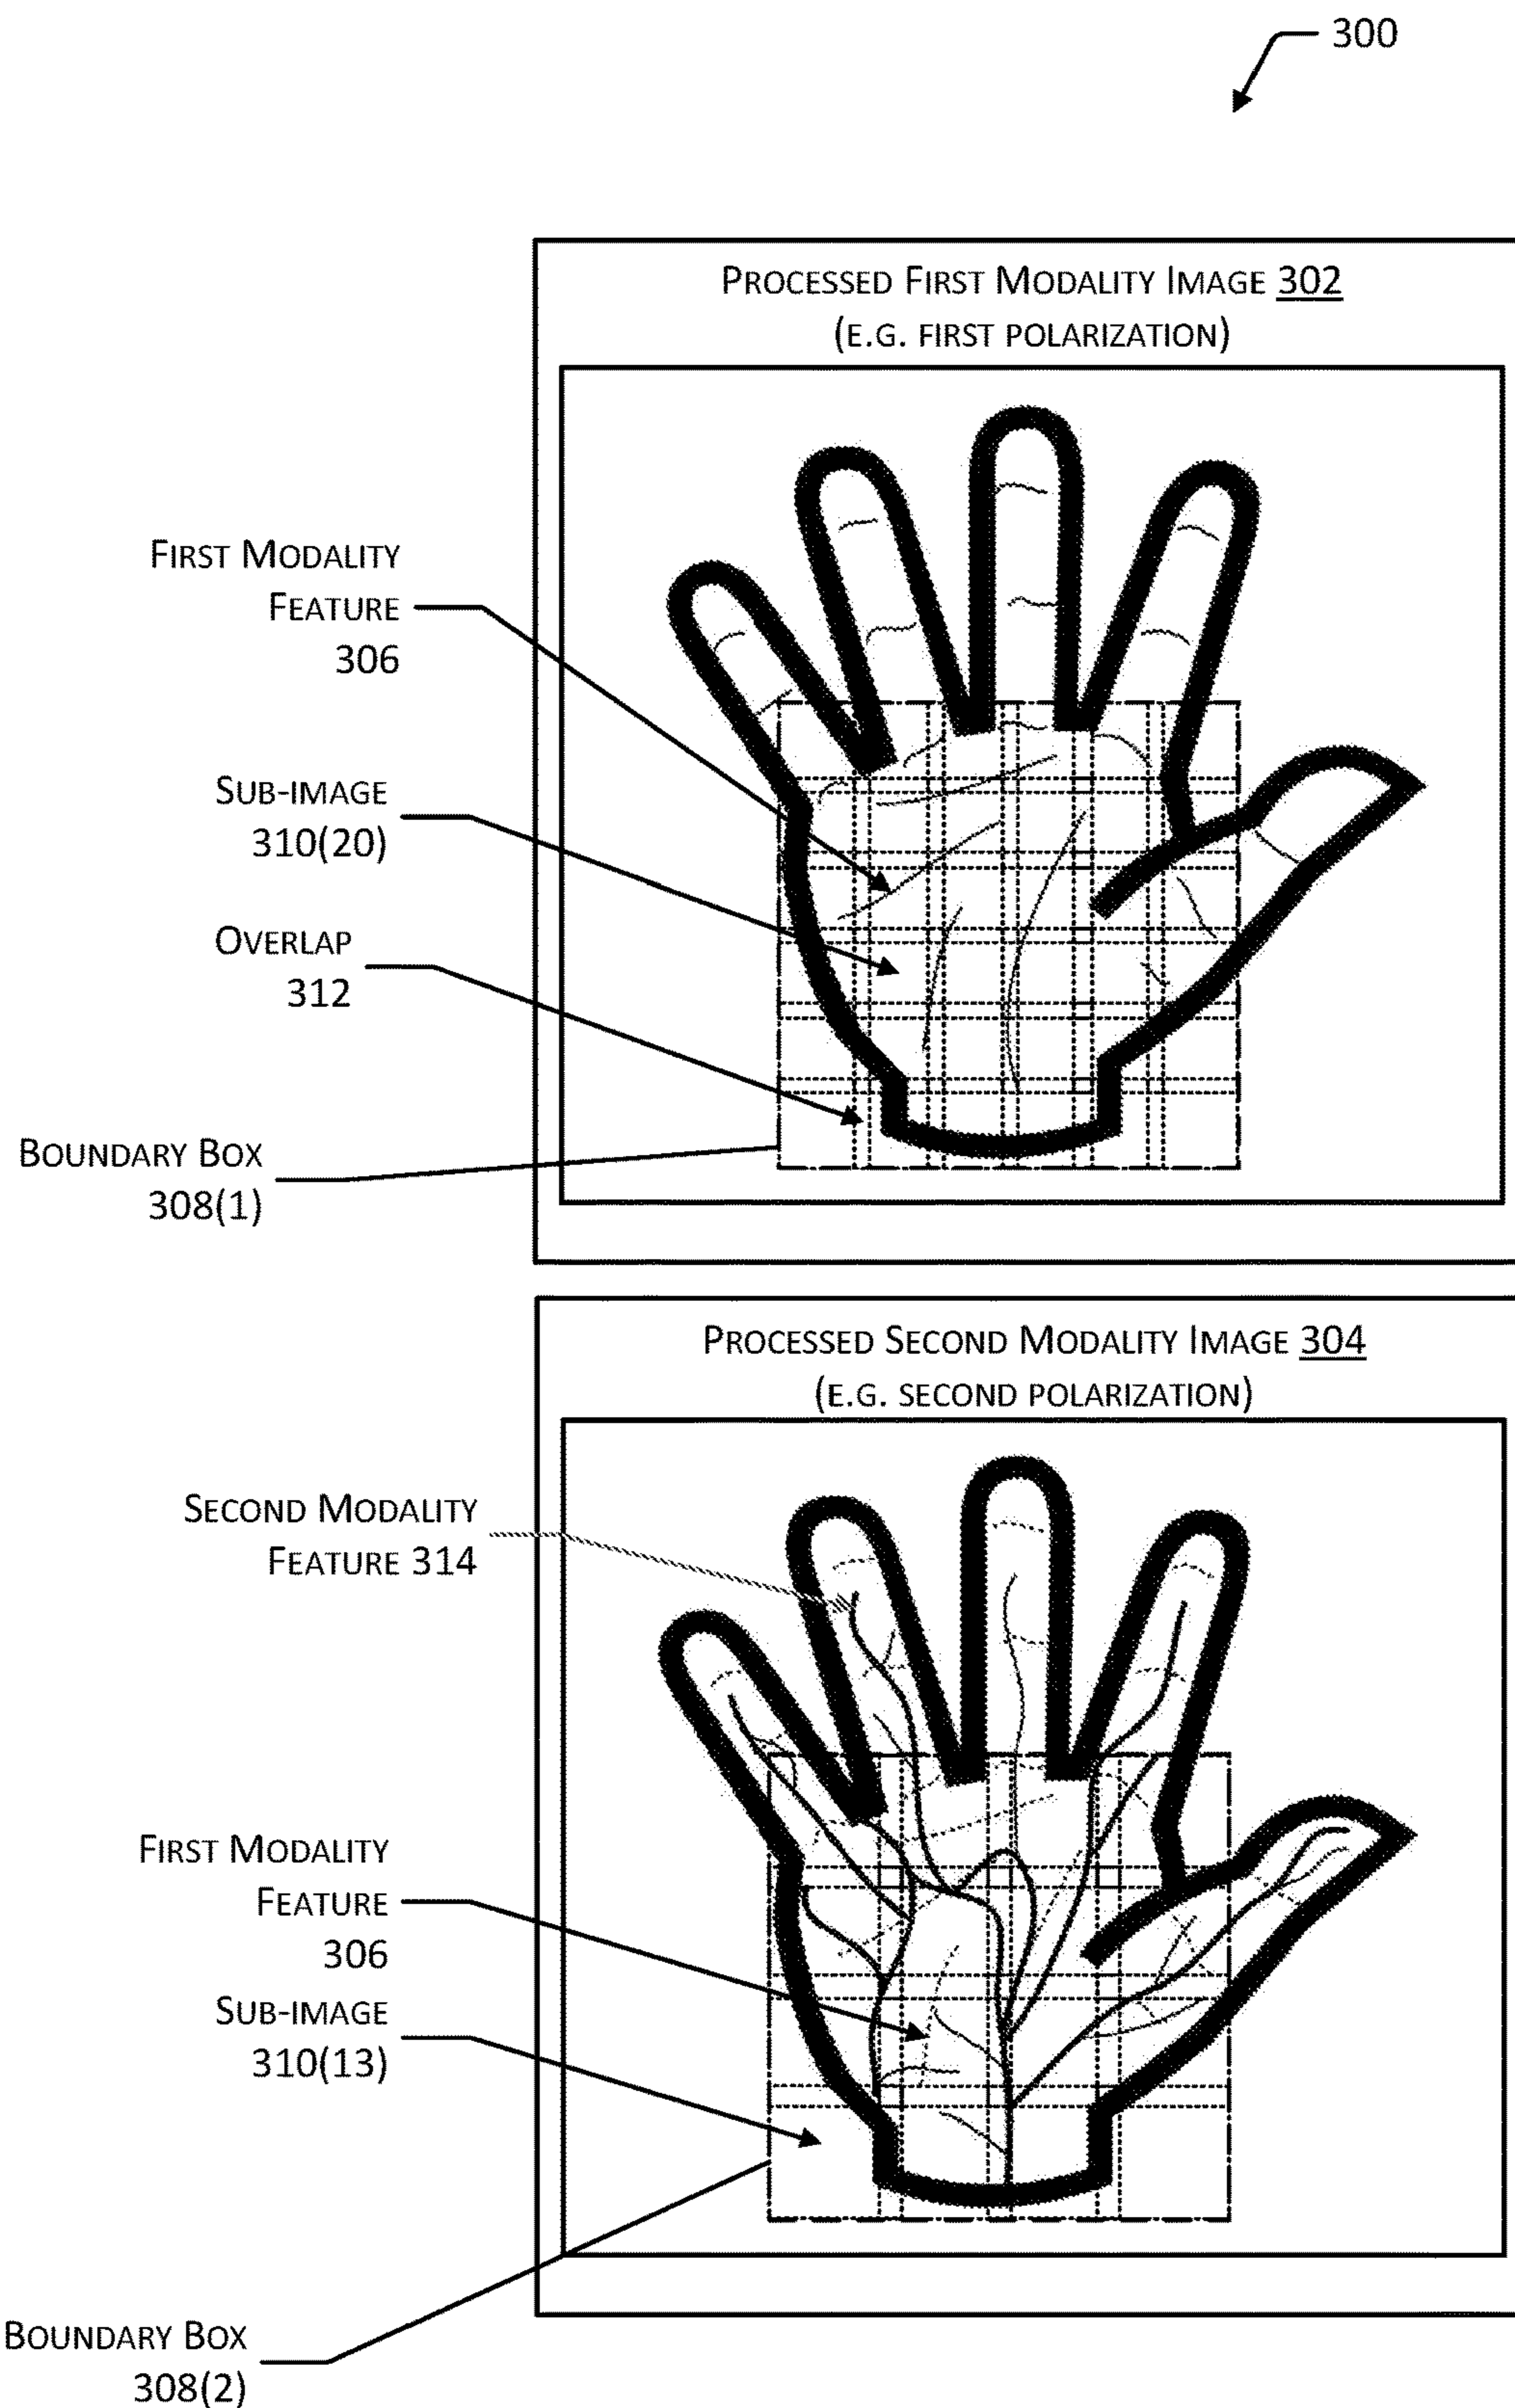 300
PROCESSED FIRST MODALITY IMAGE 302
(E.G. FIRST POLARIZATION)
FIRST MODALITY
FEATURE
306
SUB-IMAGE
310(20)
OVERLAP
312
BOUNDARY BOX
308(1)
PROCESSED SECOND MODALITY IMAGE 304
(E.G. SECOND POLARIZATION)
SECOND MODALITY
FEATURE 314
FIRST MODALITY
FEATURE
306
SUB-IMAGE
310(13)
BOUNDARY BOX
308(2)